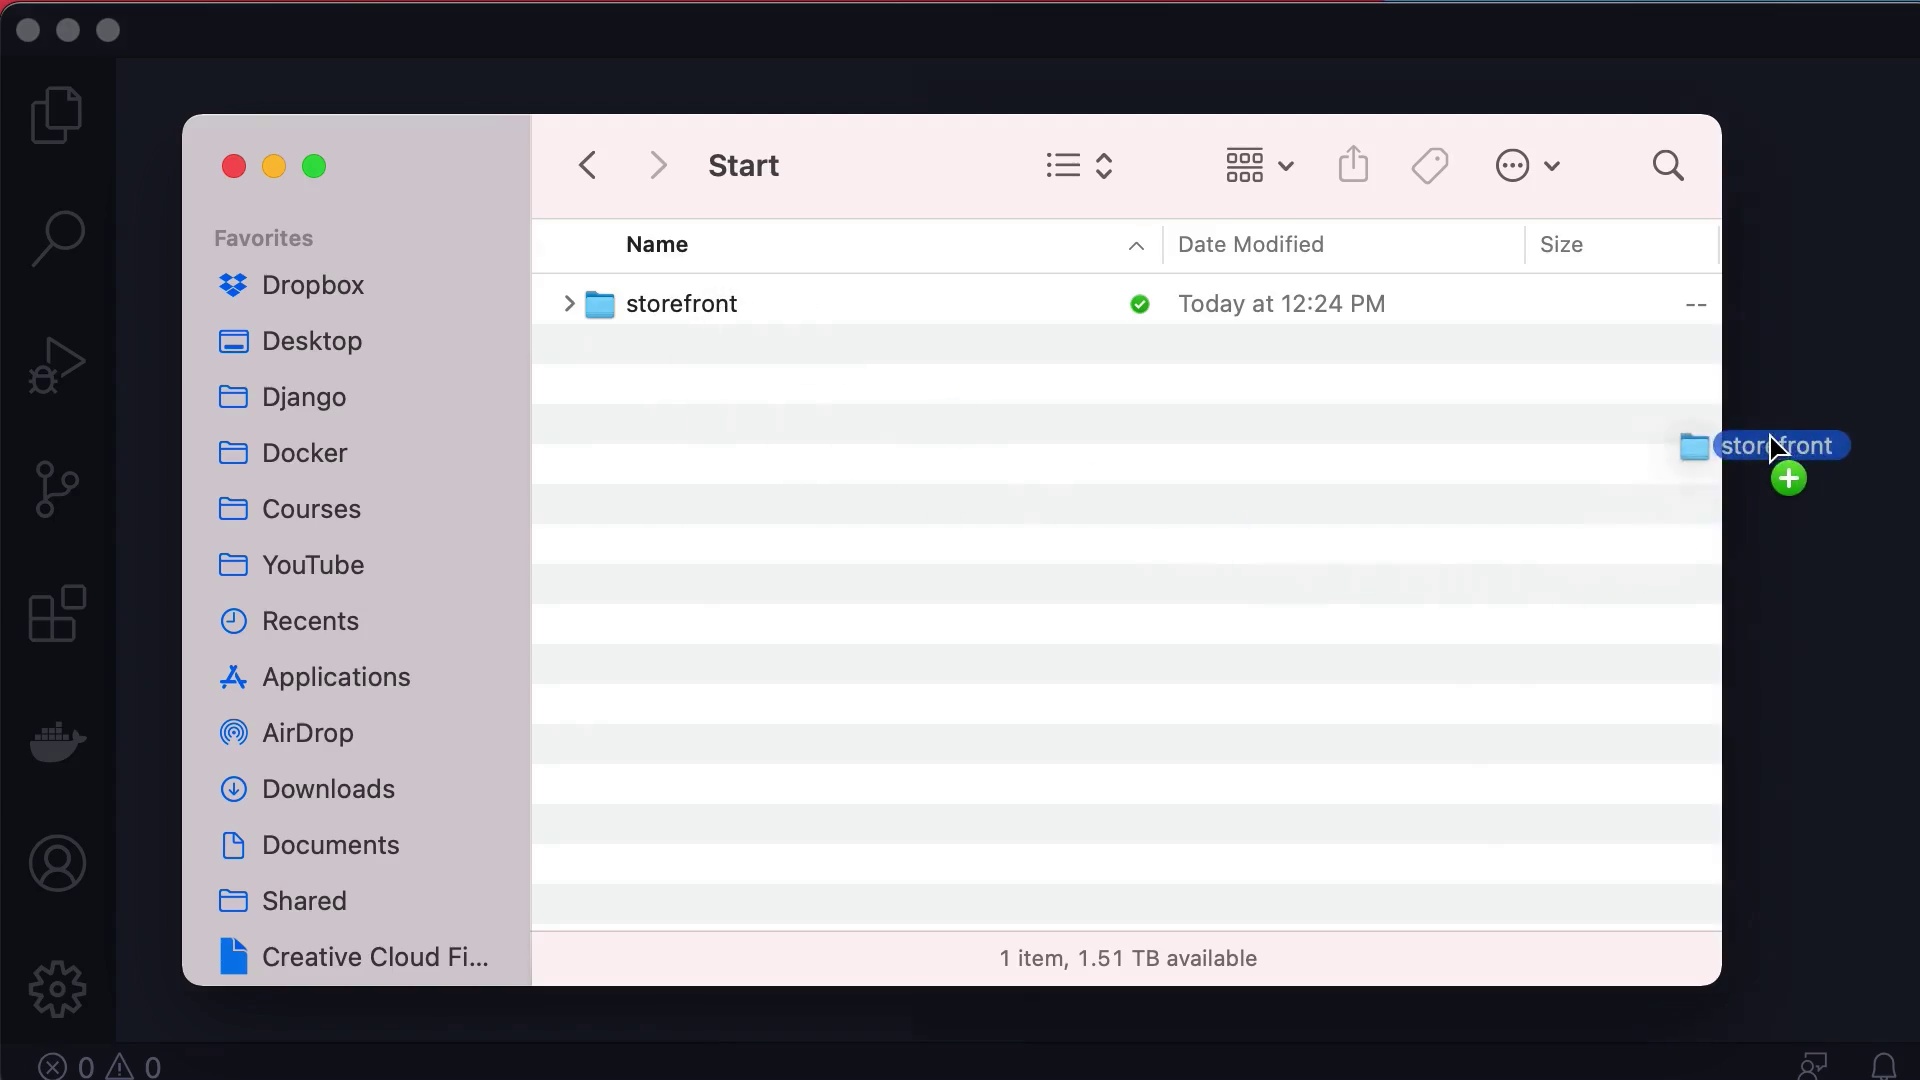 Start
Favorites
Dropbox
Desktop
Django
Docker
Courses
YouTube
Recents
Applications
AirDrop
Downloads
Documents
Shared
Creative Cloud Fi...
Name Date Modified Size
storefront Today at 12:24 PM --
storefront
1 item, 1.51 TB available
0 0